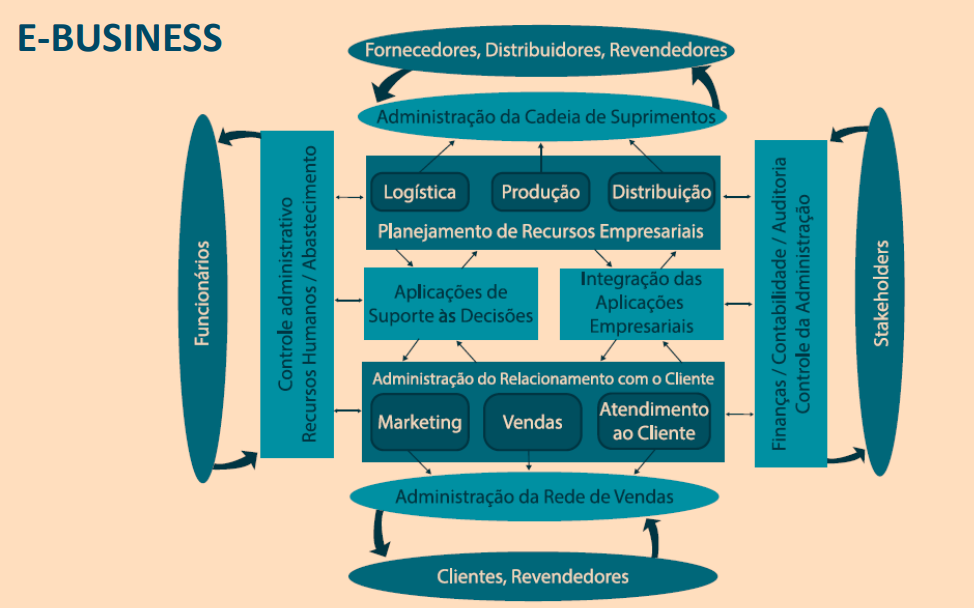 E-BUSINESS
Fornecedores, Distribuidores, Revendedores
Administração da Cadeia de Suprimentos
Funcionários
Controle administrativo
Recursos Humanos / Abastecimento
Logística
Produção
Distribuição
Planejamento de Recursos Empresariais
Aplicações de
Suporte às Decisões
Integração das
Aplicações
Empresariais
Administração do Relacionamento com o Cliente
Marketing
Vendas
Atendimento
ao Cliente
Finanças / Contabilidade / Auditoria
Controle da Administração
Stakeholders
Administração da Rede de Vendas
Clientes, Revendedores